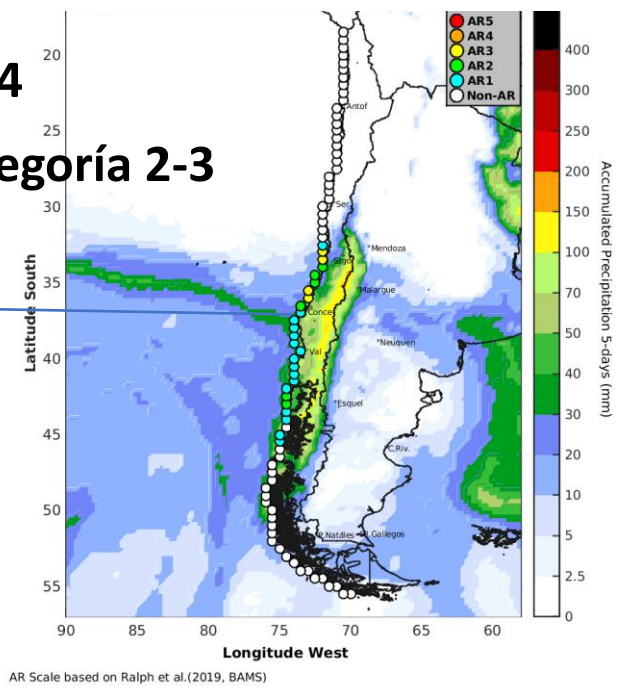 4
egoría 2-3
AR5
AR4
AR3
AR2
AR1
Non-AR
Antof
Ser
Stgo
Mendoza
Malargue
Conce
Neuquen
Val
Esquel
C.Riv.
P.Natales
R.Gallegos
20
25
30
35
40
45
50
55
Latitude South
90
85
80
75
70
65
60
Longitude West
400
300
250
200
150
100
70
50
40
30
20
10
5
2.5
0
Accumulated Precipitation 5-days (mm)
AR Scale based on Ralph et al.(2019, BAMS)